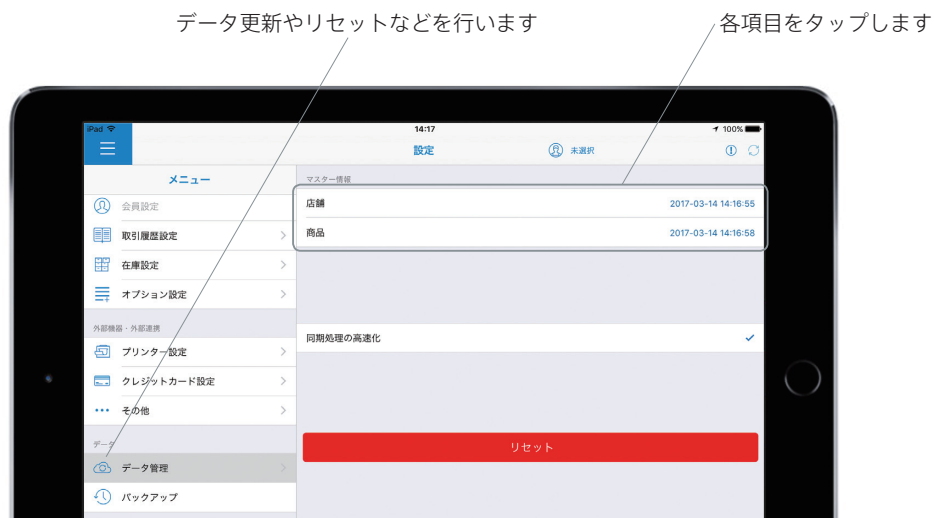 データ更新やリセットなどを行います
各項目をタップします
iPad 14:17 100%
設定 未選択
メニュー
会員設定
取引履歴設定
在庫設定
オプション設定
外部機器・外部連携
プリンター設定
クレジットカード設定
その他
データ
データ管理
バックアップ
マスター情報
店舗 2017-03-14 14:16:55
商品 2017-03-14 14:16:58
同期処理の高速化
リセット